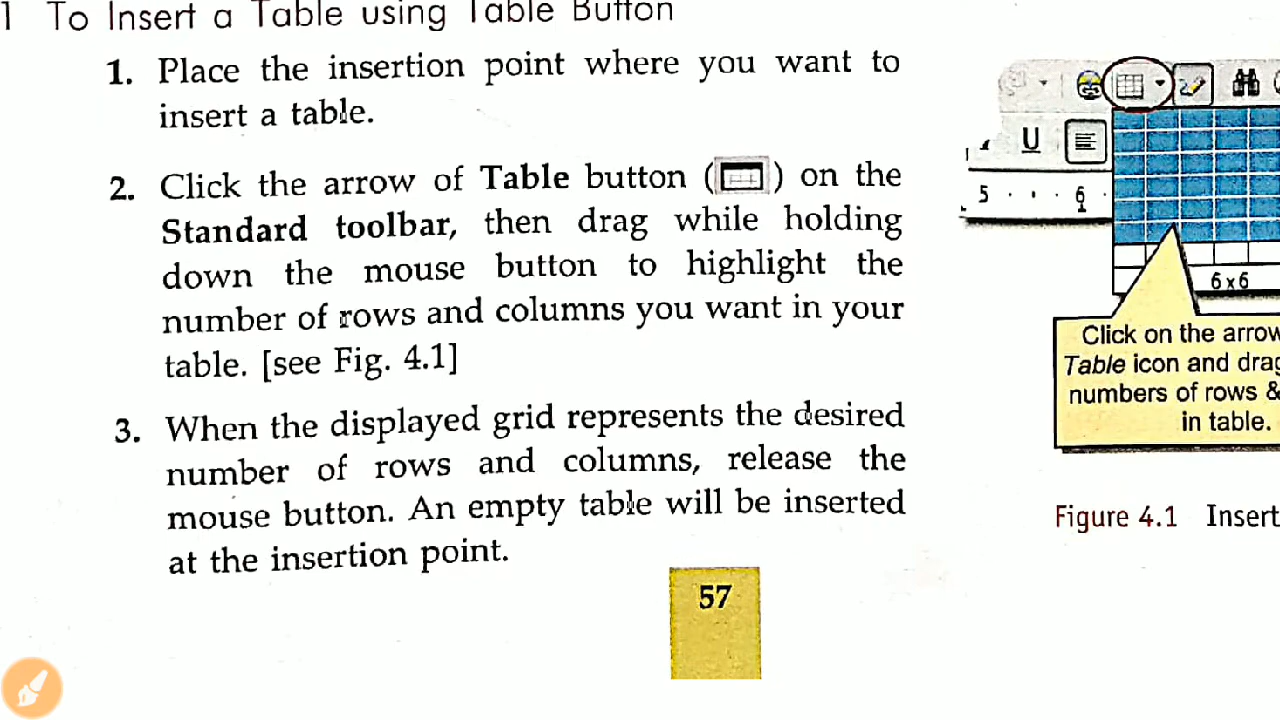 1 To Insert a Table using Table Button
1. Place the insertion point where you want to
insert a table.
2. Click the arrow of Table button ( ) on the
Standard toolbar, then drag while holding
down the mouse button to highlight the
number of rows and columns you want in your
table. [see Fig. 4.1]
3. When the displayed grid represents the desired
number of rows and columns, release the
mouse button. An empty table will be inserted
at the insertion point.
57
U
5 6
6x6
Click on the arrow
Table icon and drag
numbers of rows &
in table.
Figure 4.1 Insert